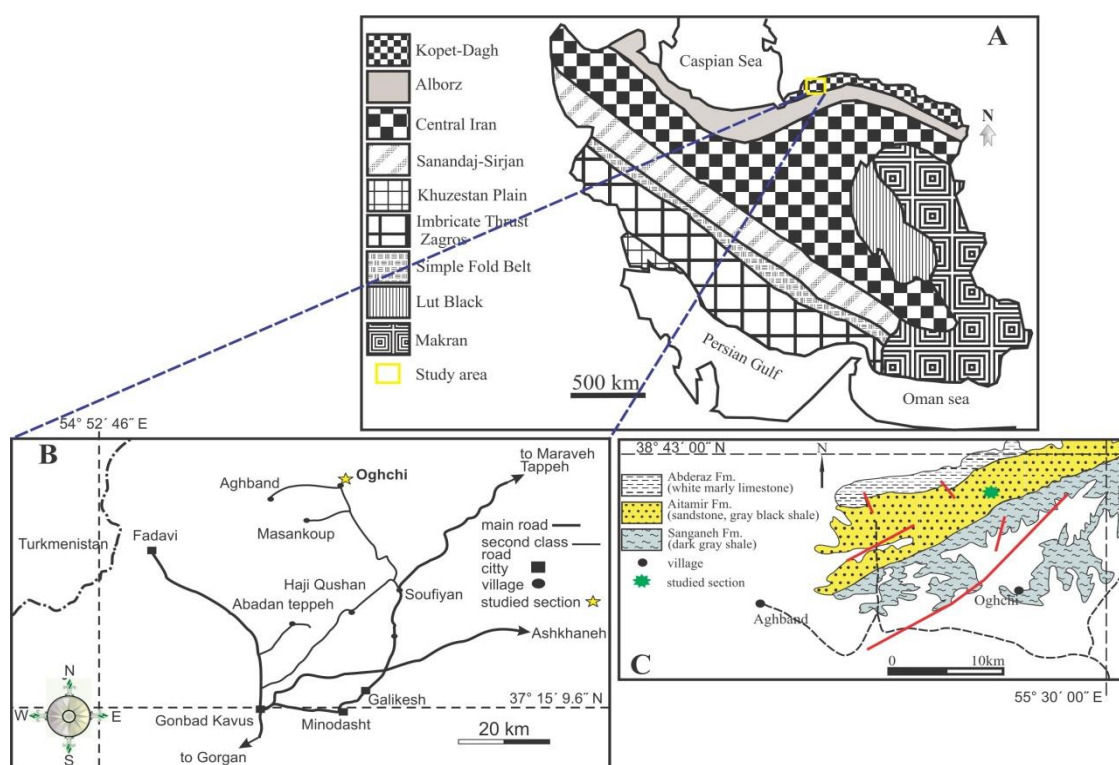 A
Kopet-Dagh
Alborz
Central Iran
Sanandaj-Sirjan
Khuzestan Plain
Imbricate Thrust
Zagros
Simple Fold Belt
Lut Black
Makran
Study area
Caspian Sea
N
Persian Gulf
Oman sea
500 km
54° 52´ 46˝ E
B
Turkmenistan
Fadavi
Aghband
Oghchi
Masankoup
to Maraveh
Tappeh
main road
second class
road
citty
village
studied section
Haji Qushan
Abadan teppeh
Soufiyan
Ashkhaneh
Galikesh
37° 15´ 9.6˝ N
Gonbad Kavus
Minodasht
to Gorgan
20 km
N
W
E
S
38° 43´ 00˝ N
N
Abderaz Fm.
(white marly limestone)
Aitamir Fm.
(sandstone, gray black shale)
Sanganeh Fm.
(dark gray shale)
village
studied section
Aghband
Oghchi
C
0
10km
55° 30´ 00˝ E